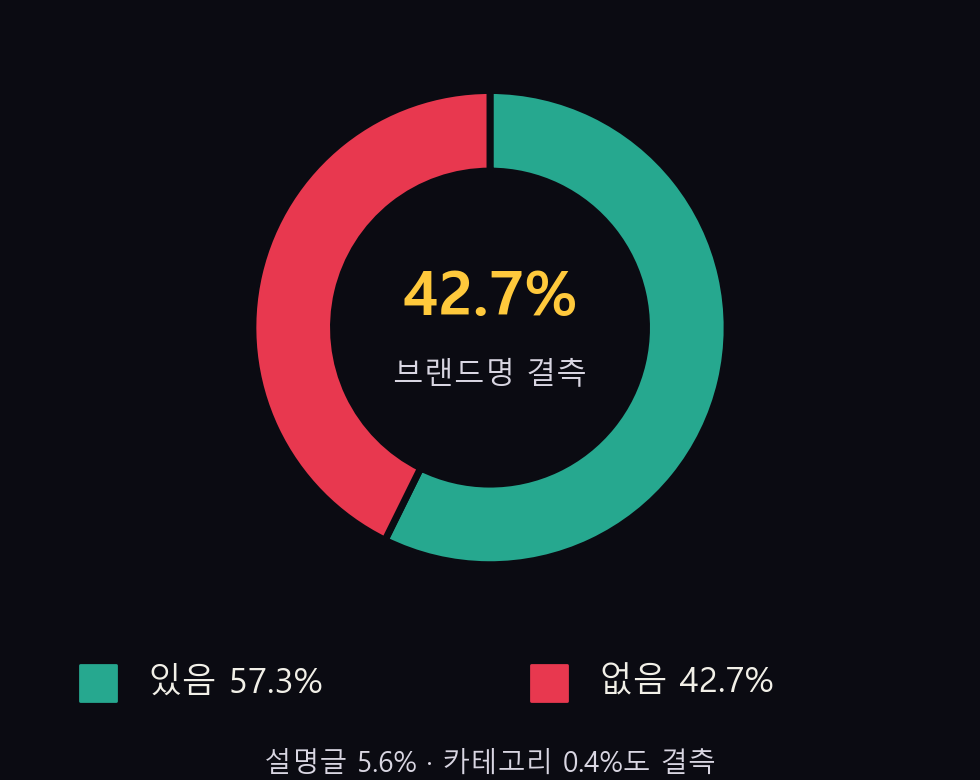 42.7%
브랜드명 결측
있음 57.3%
없음 42.7%
설명글 5.6% · 카테고리 0.4%도 결측